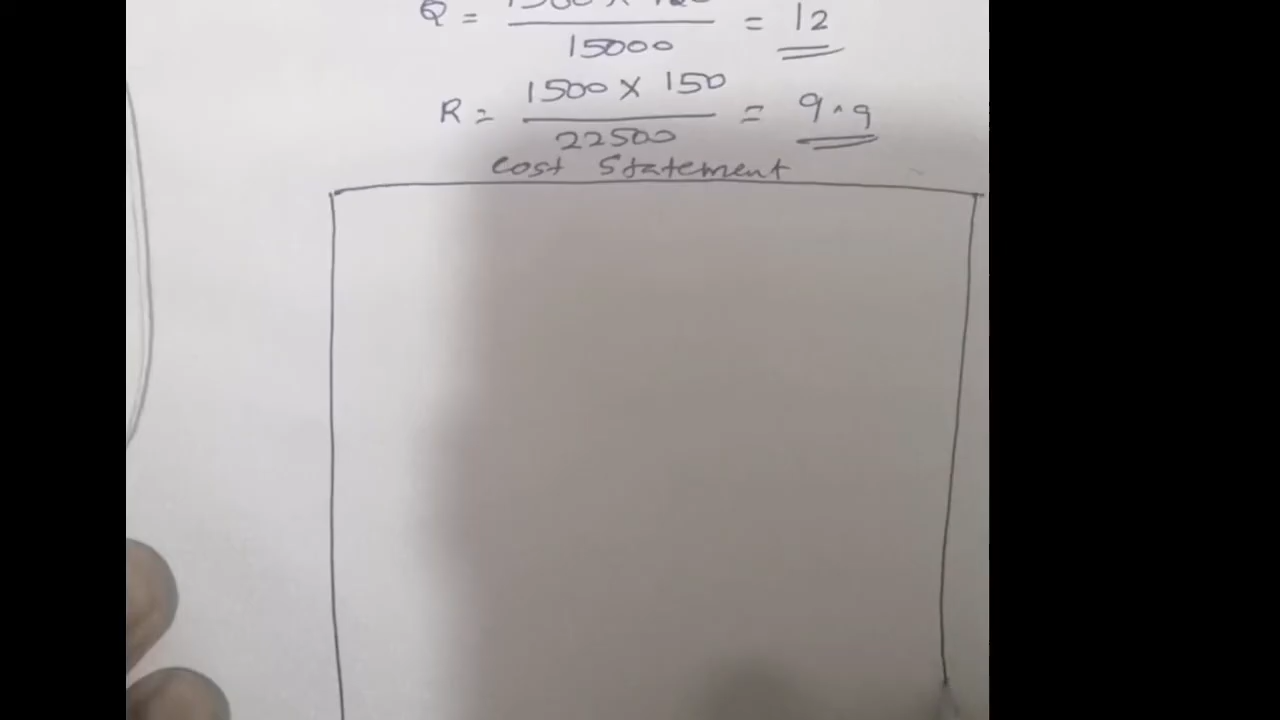 Q = 15000 = 12
R = 1500 X 150 / 22500 = 9.9
Cost Statement